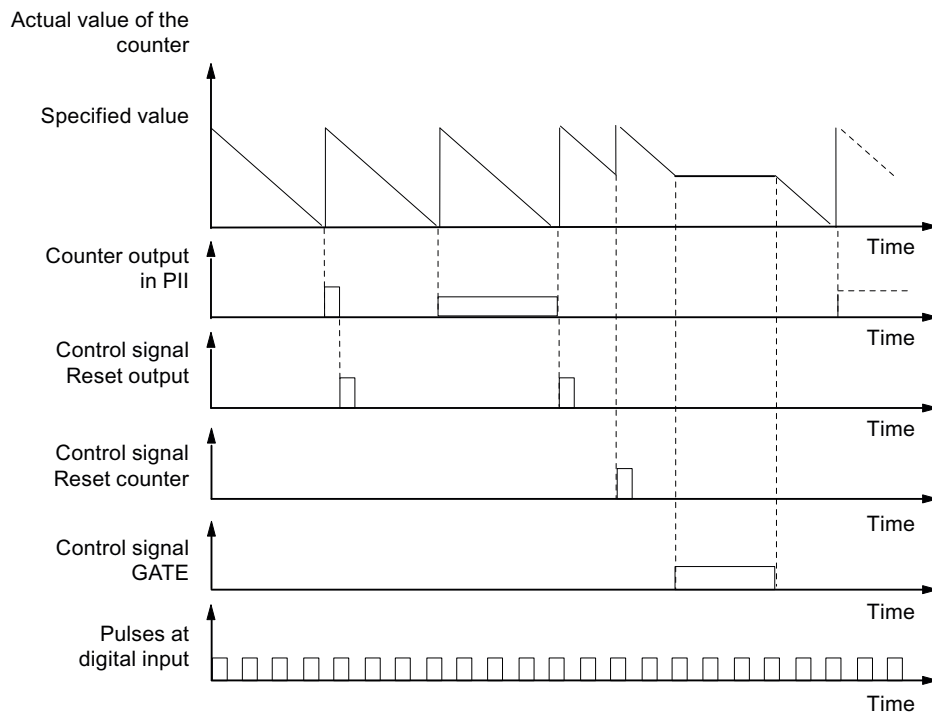 Actual value of the
counter
Specified value
Time
Counter output
in PII
Time
Control signal
Reset output
Time
Control signal
Reset counter
Time
Control signal
GATE
Time
Pulses at
digital input
Time